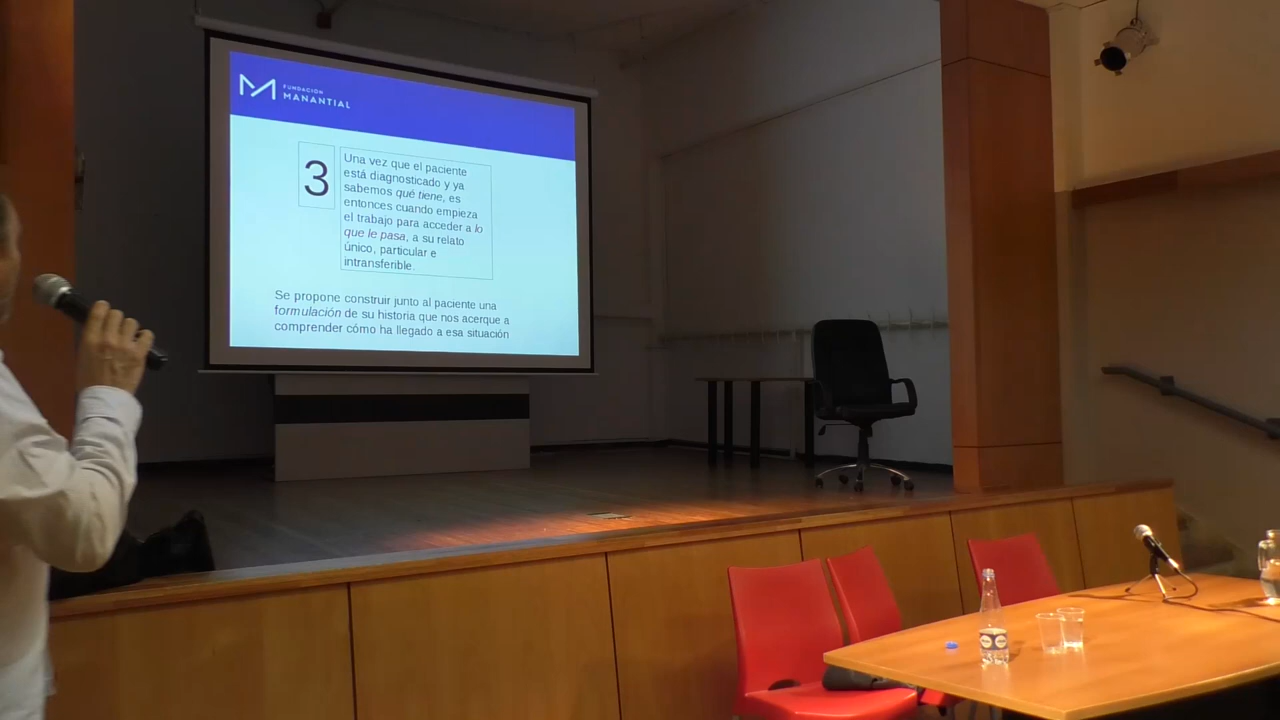 FUNDACIÓN
MANANTIAL
3
Una vez que el paciente
está diagnosticado y ya
sabemos qué tiene, es
entonces cuando empieza
el trabajo para acceder a lo
que le pasa, a su relato
único, particular e
intransferible.
Se propone construir junto al paciente una
formulación de su historia que nos acerque a
comprender cómo ha llegado a esa situación